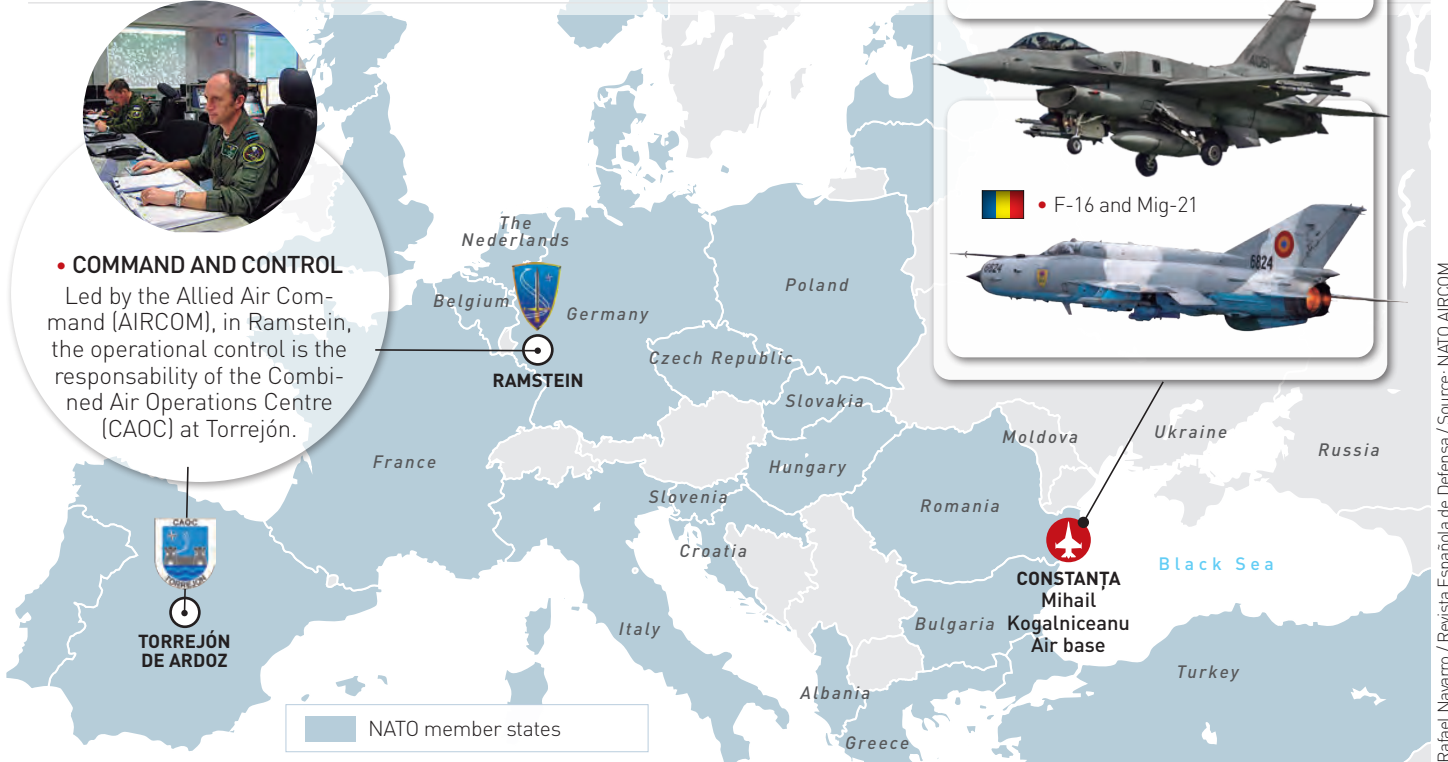 • COMMAND AND CONTROL
Led by the Allied Air Com-
mand (AIRCOM), in Ramstein,
the operational control is the
responsability of the Combi-
ned Air Operations Centre
(CAOC) at Torrejón.
• F-16 and Mig-21
6824
6824
The
Nederlands
Belgium
Germany
Poland
RAMSTEIN
Czech Republic
Slovakia
France
Hungary
Moldova
Ukraine
Russia
Slovenia
Romania
Croatia
CAOC
TORREJÓN
TORREJÓN
DE ARDOZ
Black Sea
CONSTANȚA
Mihail
Kogalniceanu
Air base
Italy
Bulgaria
Turkey
Albania
Greece
NATO member states
Rafael Navarro / Revista Española de Defensa / Source: NATO AIRCOM